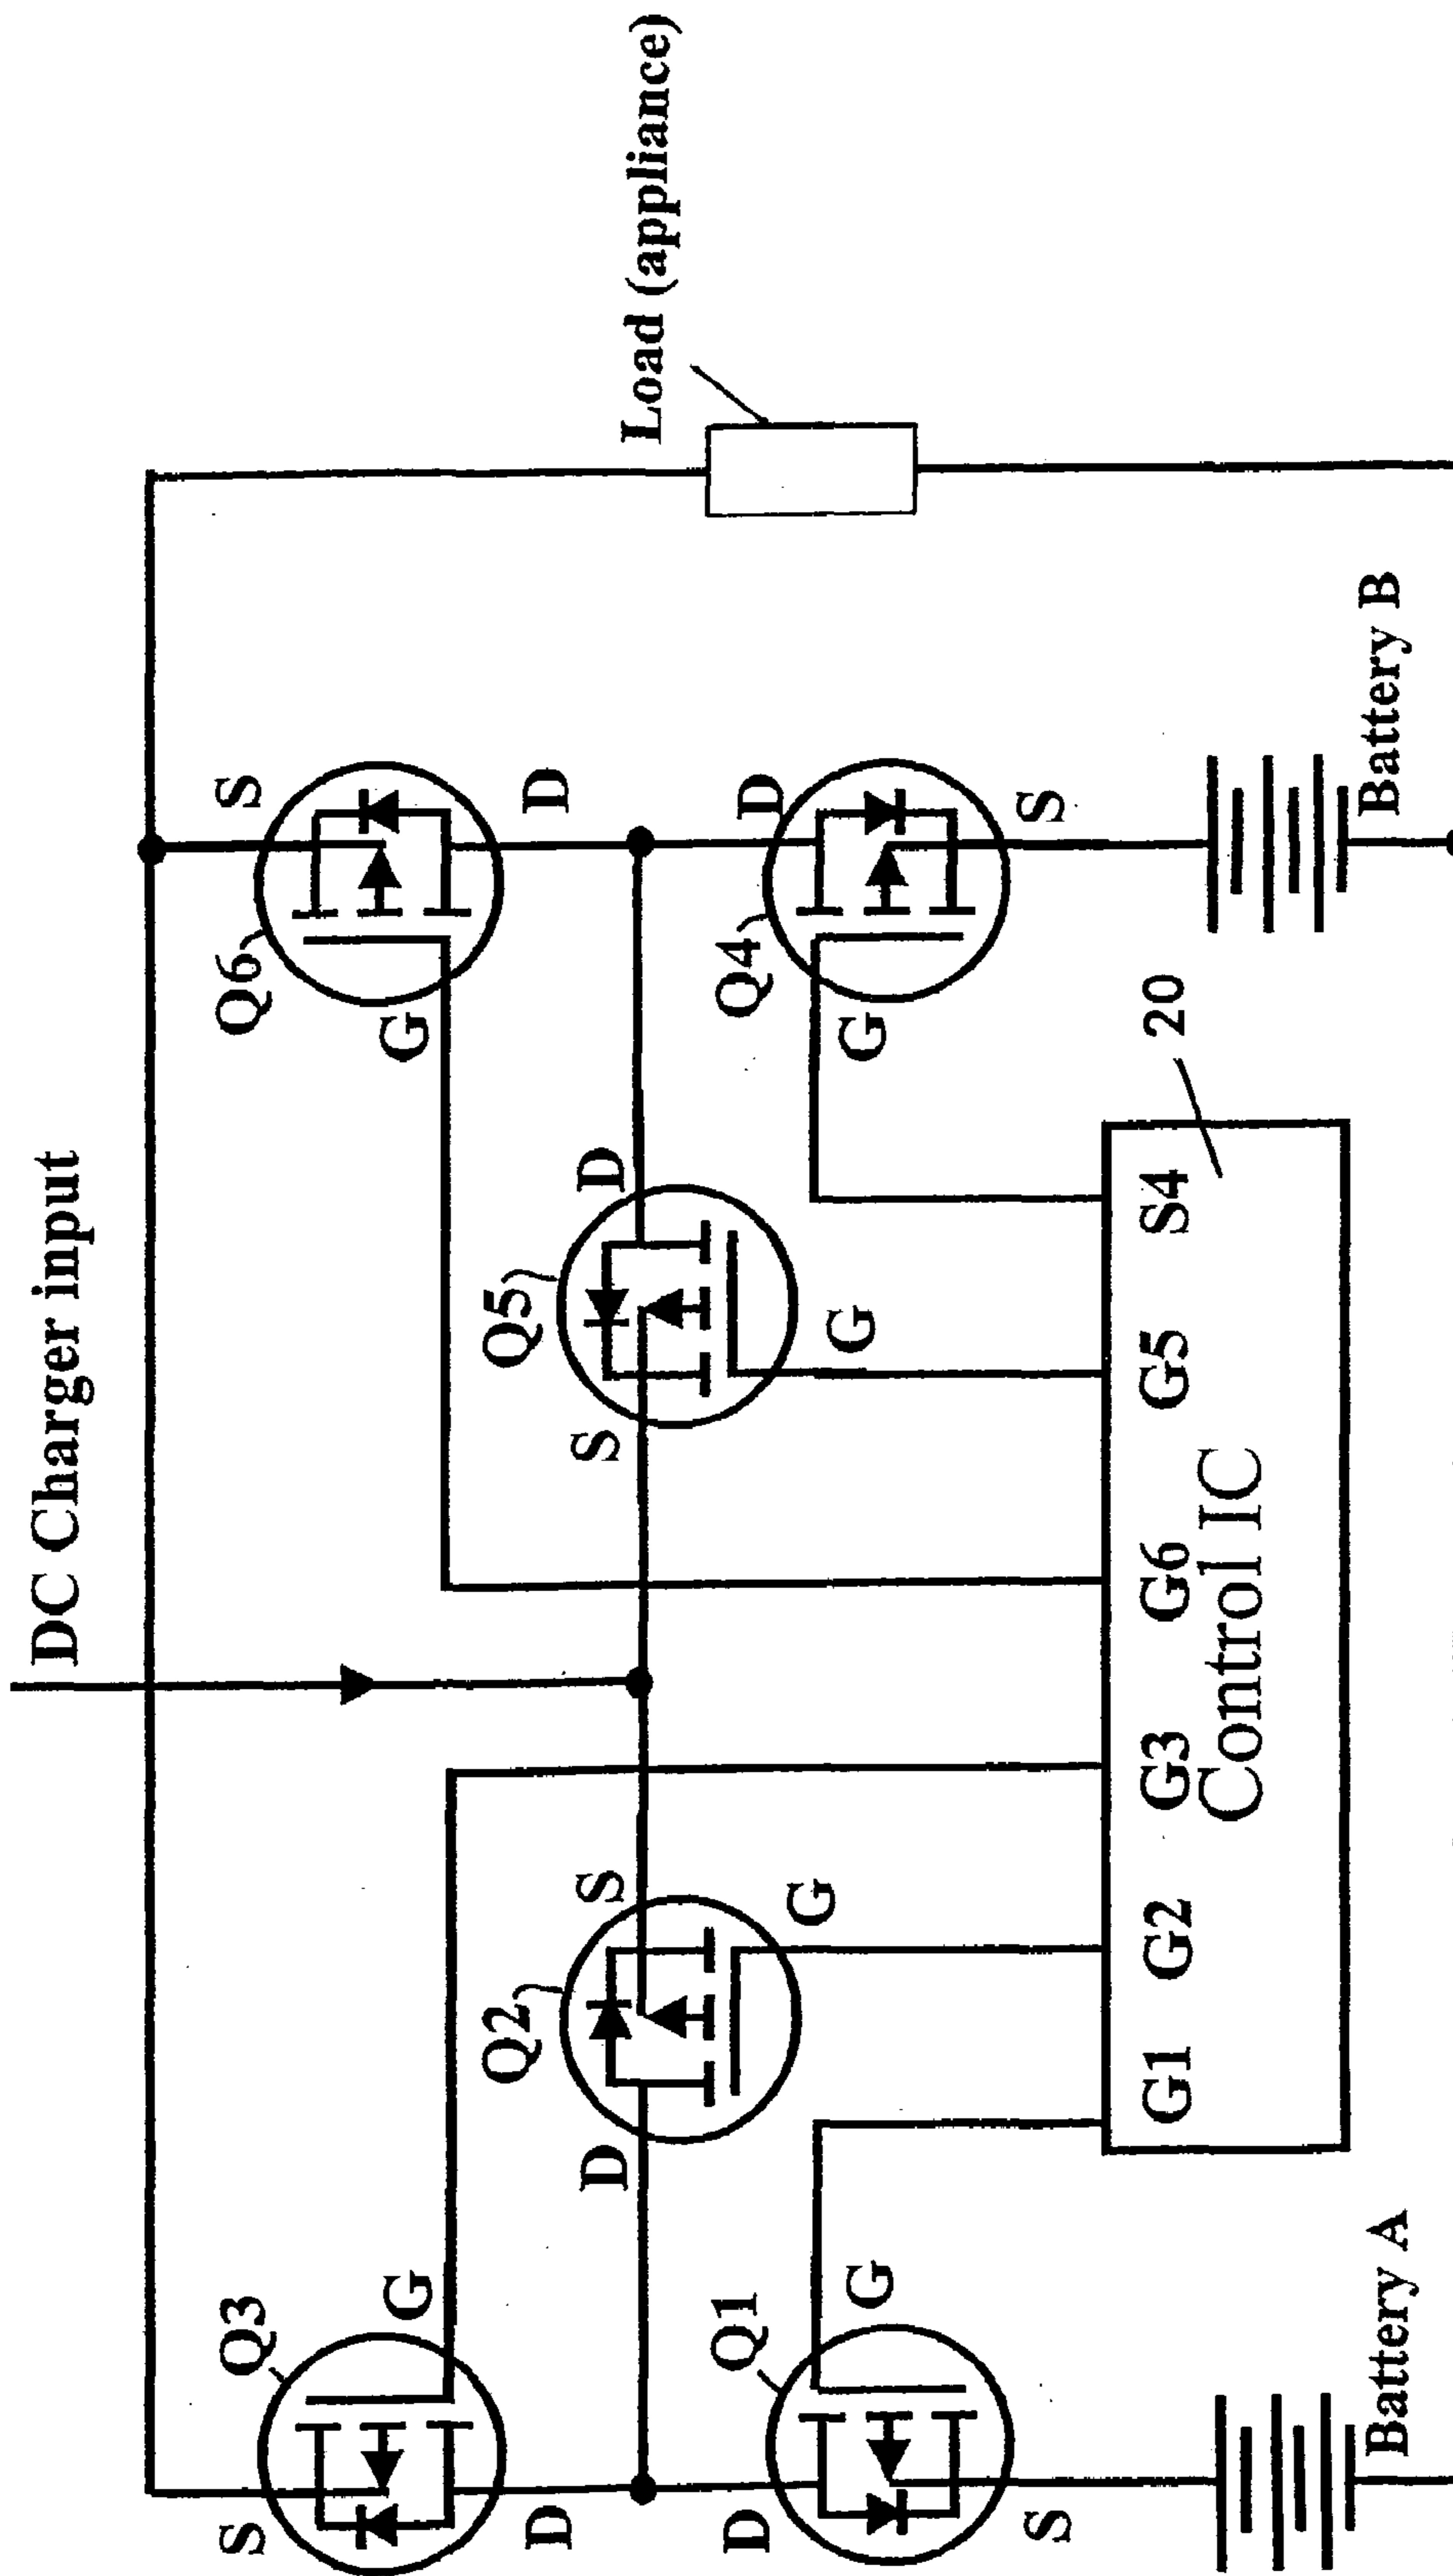 DC Charger input
Load (appliance)
Q3
S
G
D
Q6
S
G
D
Q2
D
S
G
Q5
S
D
G
Q1
D
G
S
Q4
D
G
S
G1
G2
G3
G6
G5
S4
20
Control IC
Battery A
Battery B